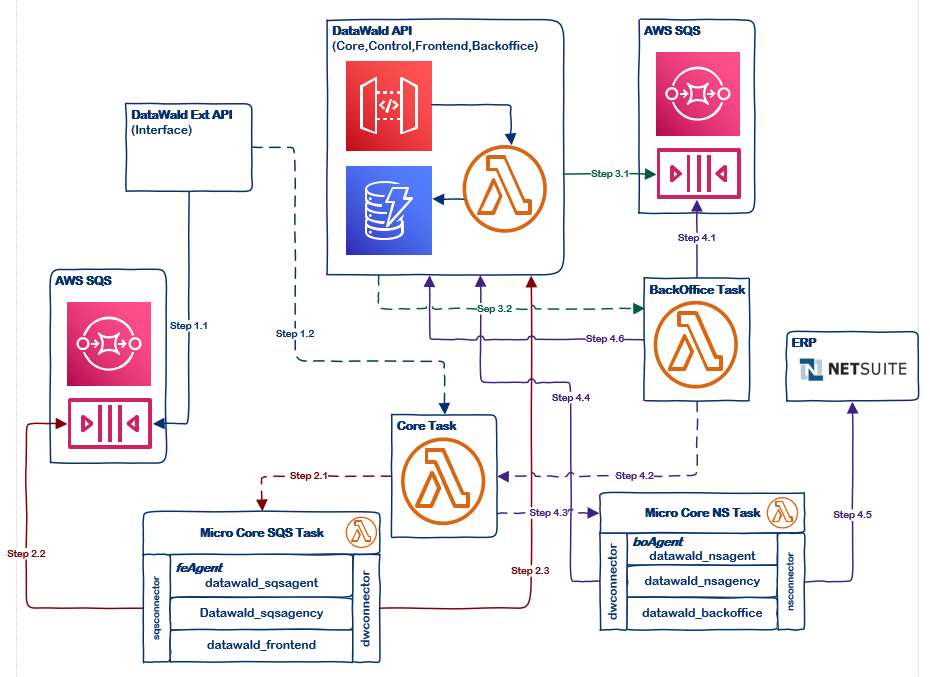 DataWald API
(Core,Control,Frontend,Backoffice)
AWS SQS
DataWald Ext API
(Interface)
Step 3.1
Step 4.1
AWS SQS
BackOffice Task
Sep 3.2
Step 1.1
Step 1.2
Step 4.6
ERP
NETSUITE
Step 4.4
Core Task
Step 2.1
Step 4.2
Step 4.3
Step 4.5
Micro Core SQS Task
Micro Core NS Task
Step 2.2
Step 2.3
sqsconnector
feAgent
datawald_sqsagent
Datawald_sqsagency
datawald_frontend
dwconnector
dwconnector
boAgent
datawald_nsagent
datawald_nsagency
datawald_backoffice
nsconnector